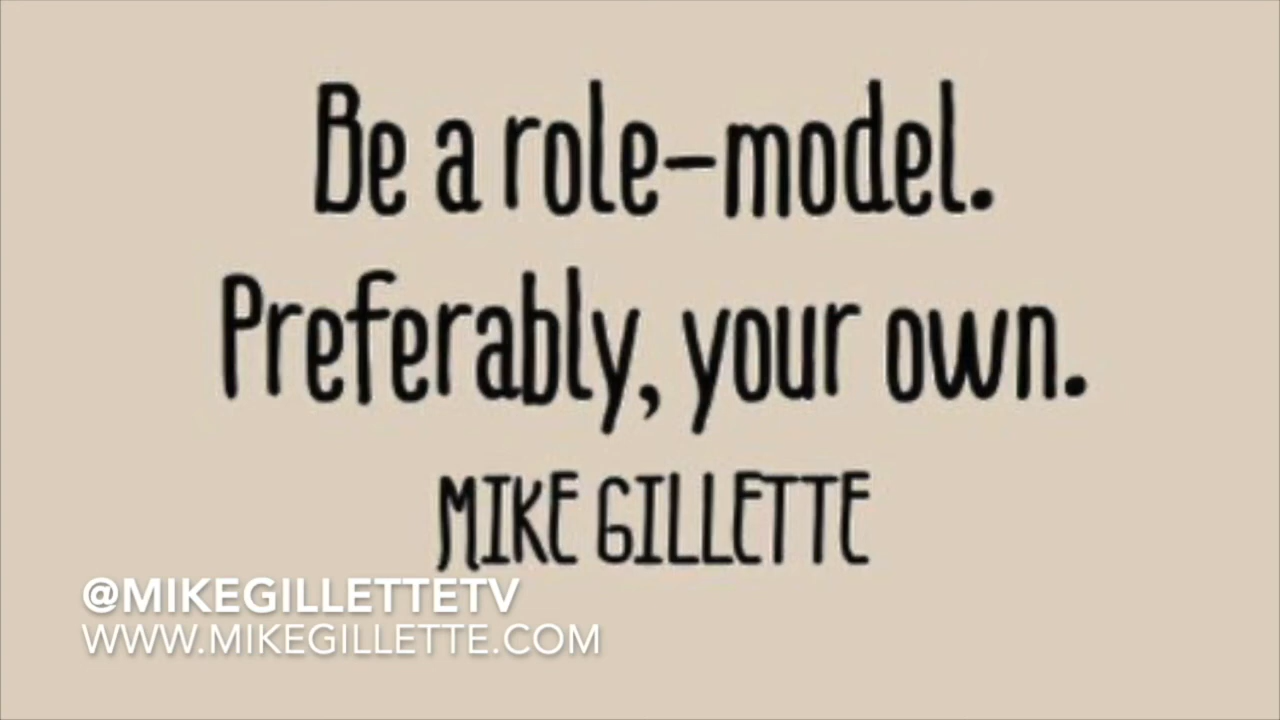 Be a role-model.
Preferably, your own.
MIKE GILLETTE
@MIKEGILLETTETV
WWW.MIKEGILLETTE.COM